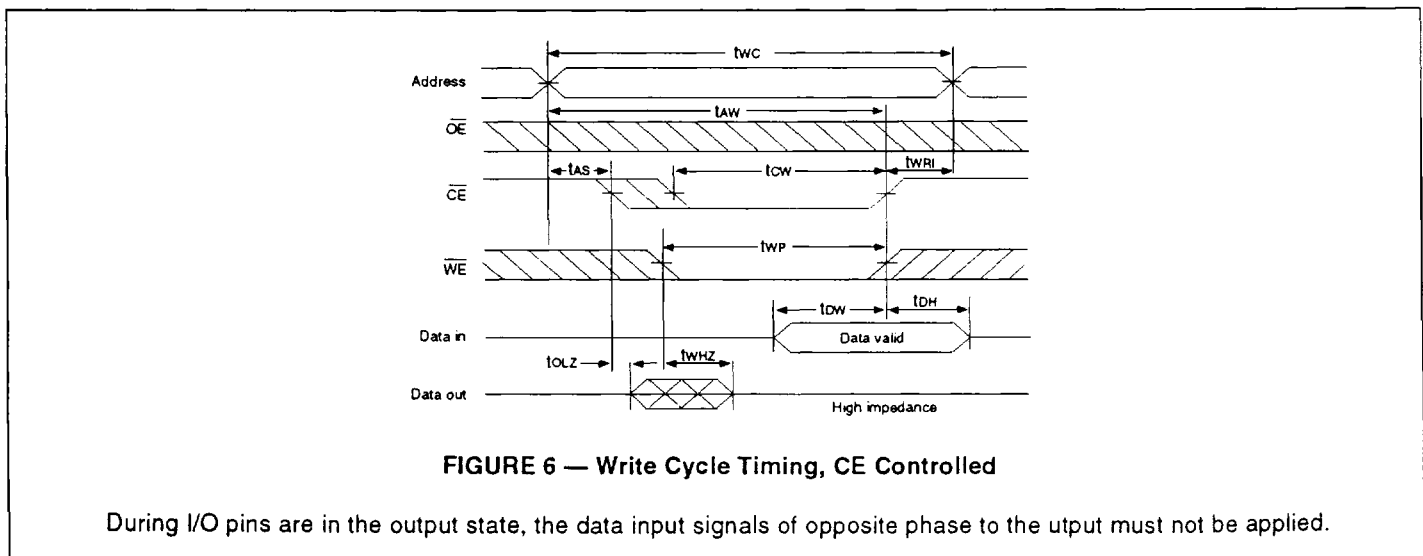 tWC
Address
tAW
OE
tAS
tCW
tWRI
CE
tWP
WE
tDW
tDH
Data in
Data valid
tOLZ
tWHZ
Data out
High impedance
FIGURE 6 — Write Cycle Timing, CE Controlled
During I/O pins are in the output state, the data input signals of opposite phase to the utput must not be applied.